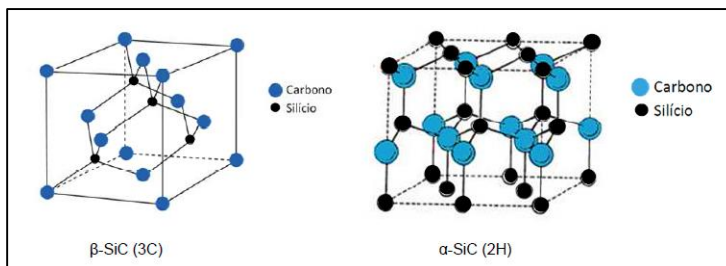 Carbono
Silício
β-SiC (3C)
Carbono
Silício
α-SiC (2H)